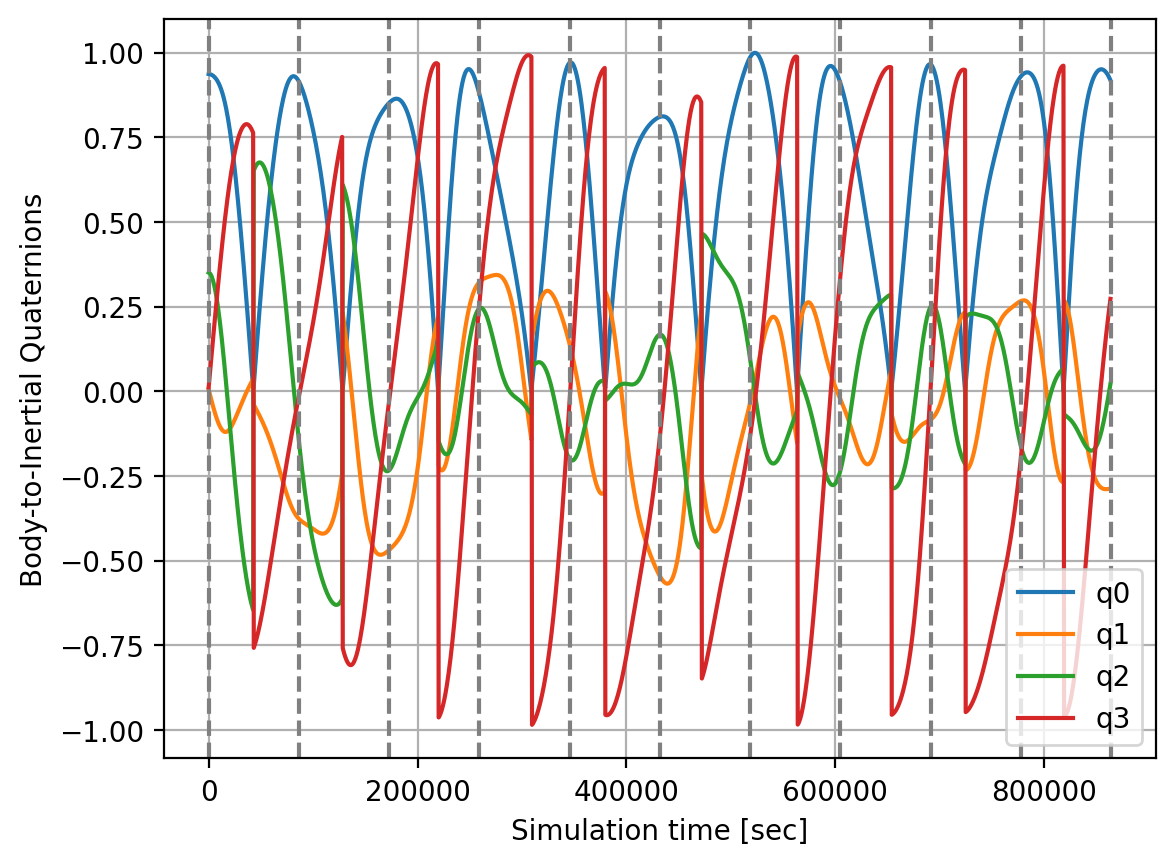 1.00
0.75
0.50
0.25
0.00
−0.25
−0.50
−0.75
−1.00
Body-to-Inertial Quaternions
q0
q1
q2
q3
0 200000 400000 600000 800000
Simulation time [sec]